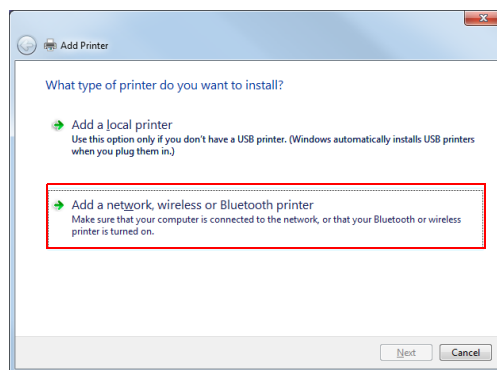 Add Printer
What type of printer do you want to install?
Add a local printer
Use this option only if you don't have a USB printer. (Windows automatically installs USB printers
when you plug them in.)
Add a network, wireless or Bluetooth printer
Make sure that your computer is connected to the network, or that your Bluetooth or wireless
printer is turned on.
Next Cancel